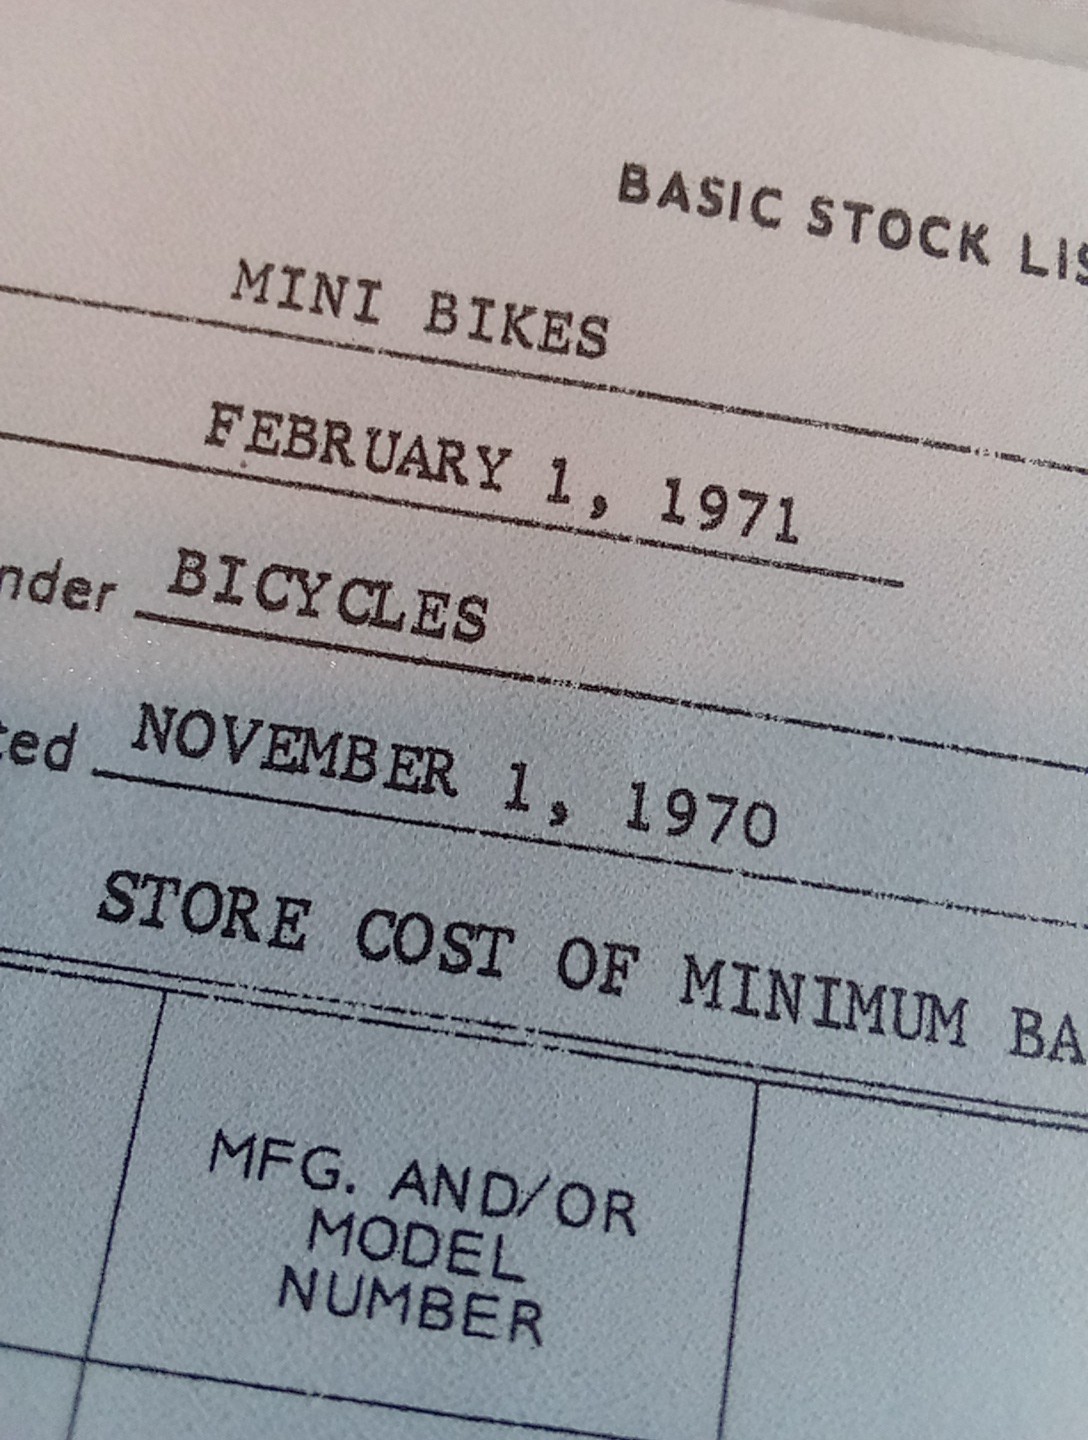 BASIC STOCK LIS
MINI BIKES
FEBRUARY 1, 1971
nder BICYCLES
ted NOVEMBER 1, 1970
STORE COST OF MINIMUM BA
MFG. AND/OR
MODEL
NUMBER